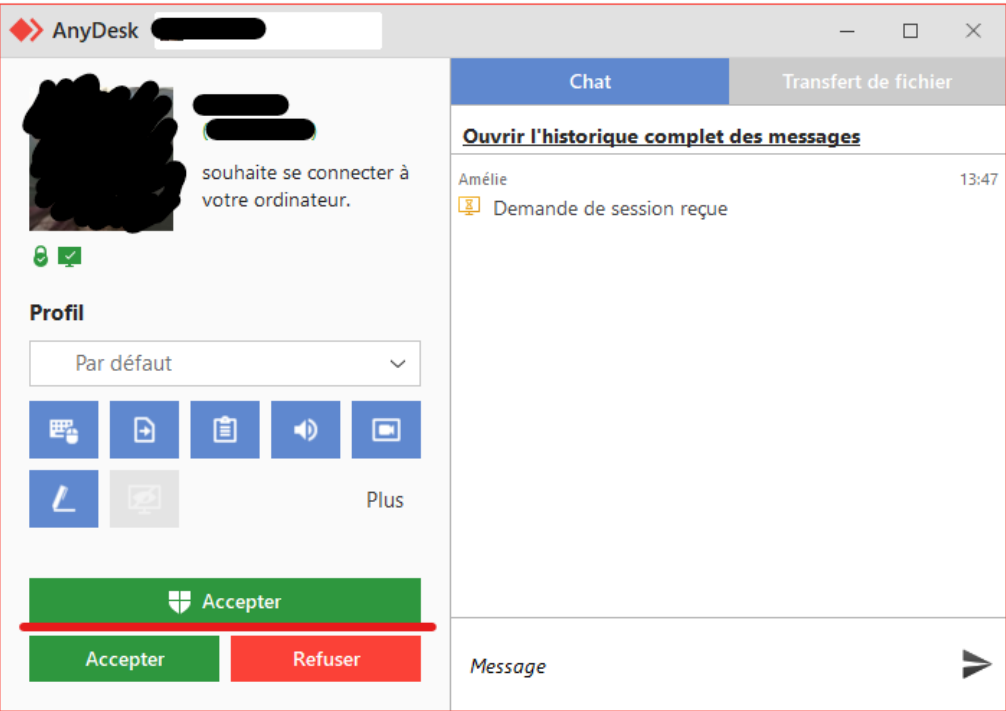 AnyDesk
souhaite se connecter à
votre ordinateur.
Profil
Par défaut
Plus
Accepter
Accepter
Refuser
Chat
Transfert de fichier
Ouvrir l'historique complet des messages
Amélie
13:47
Demande de session reçue
Message